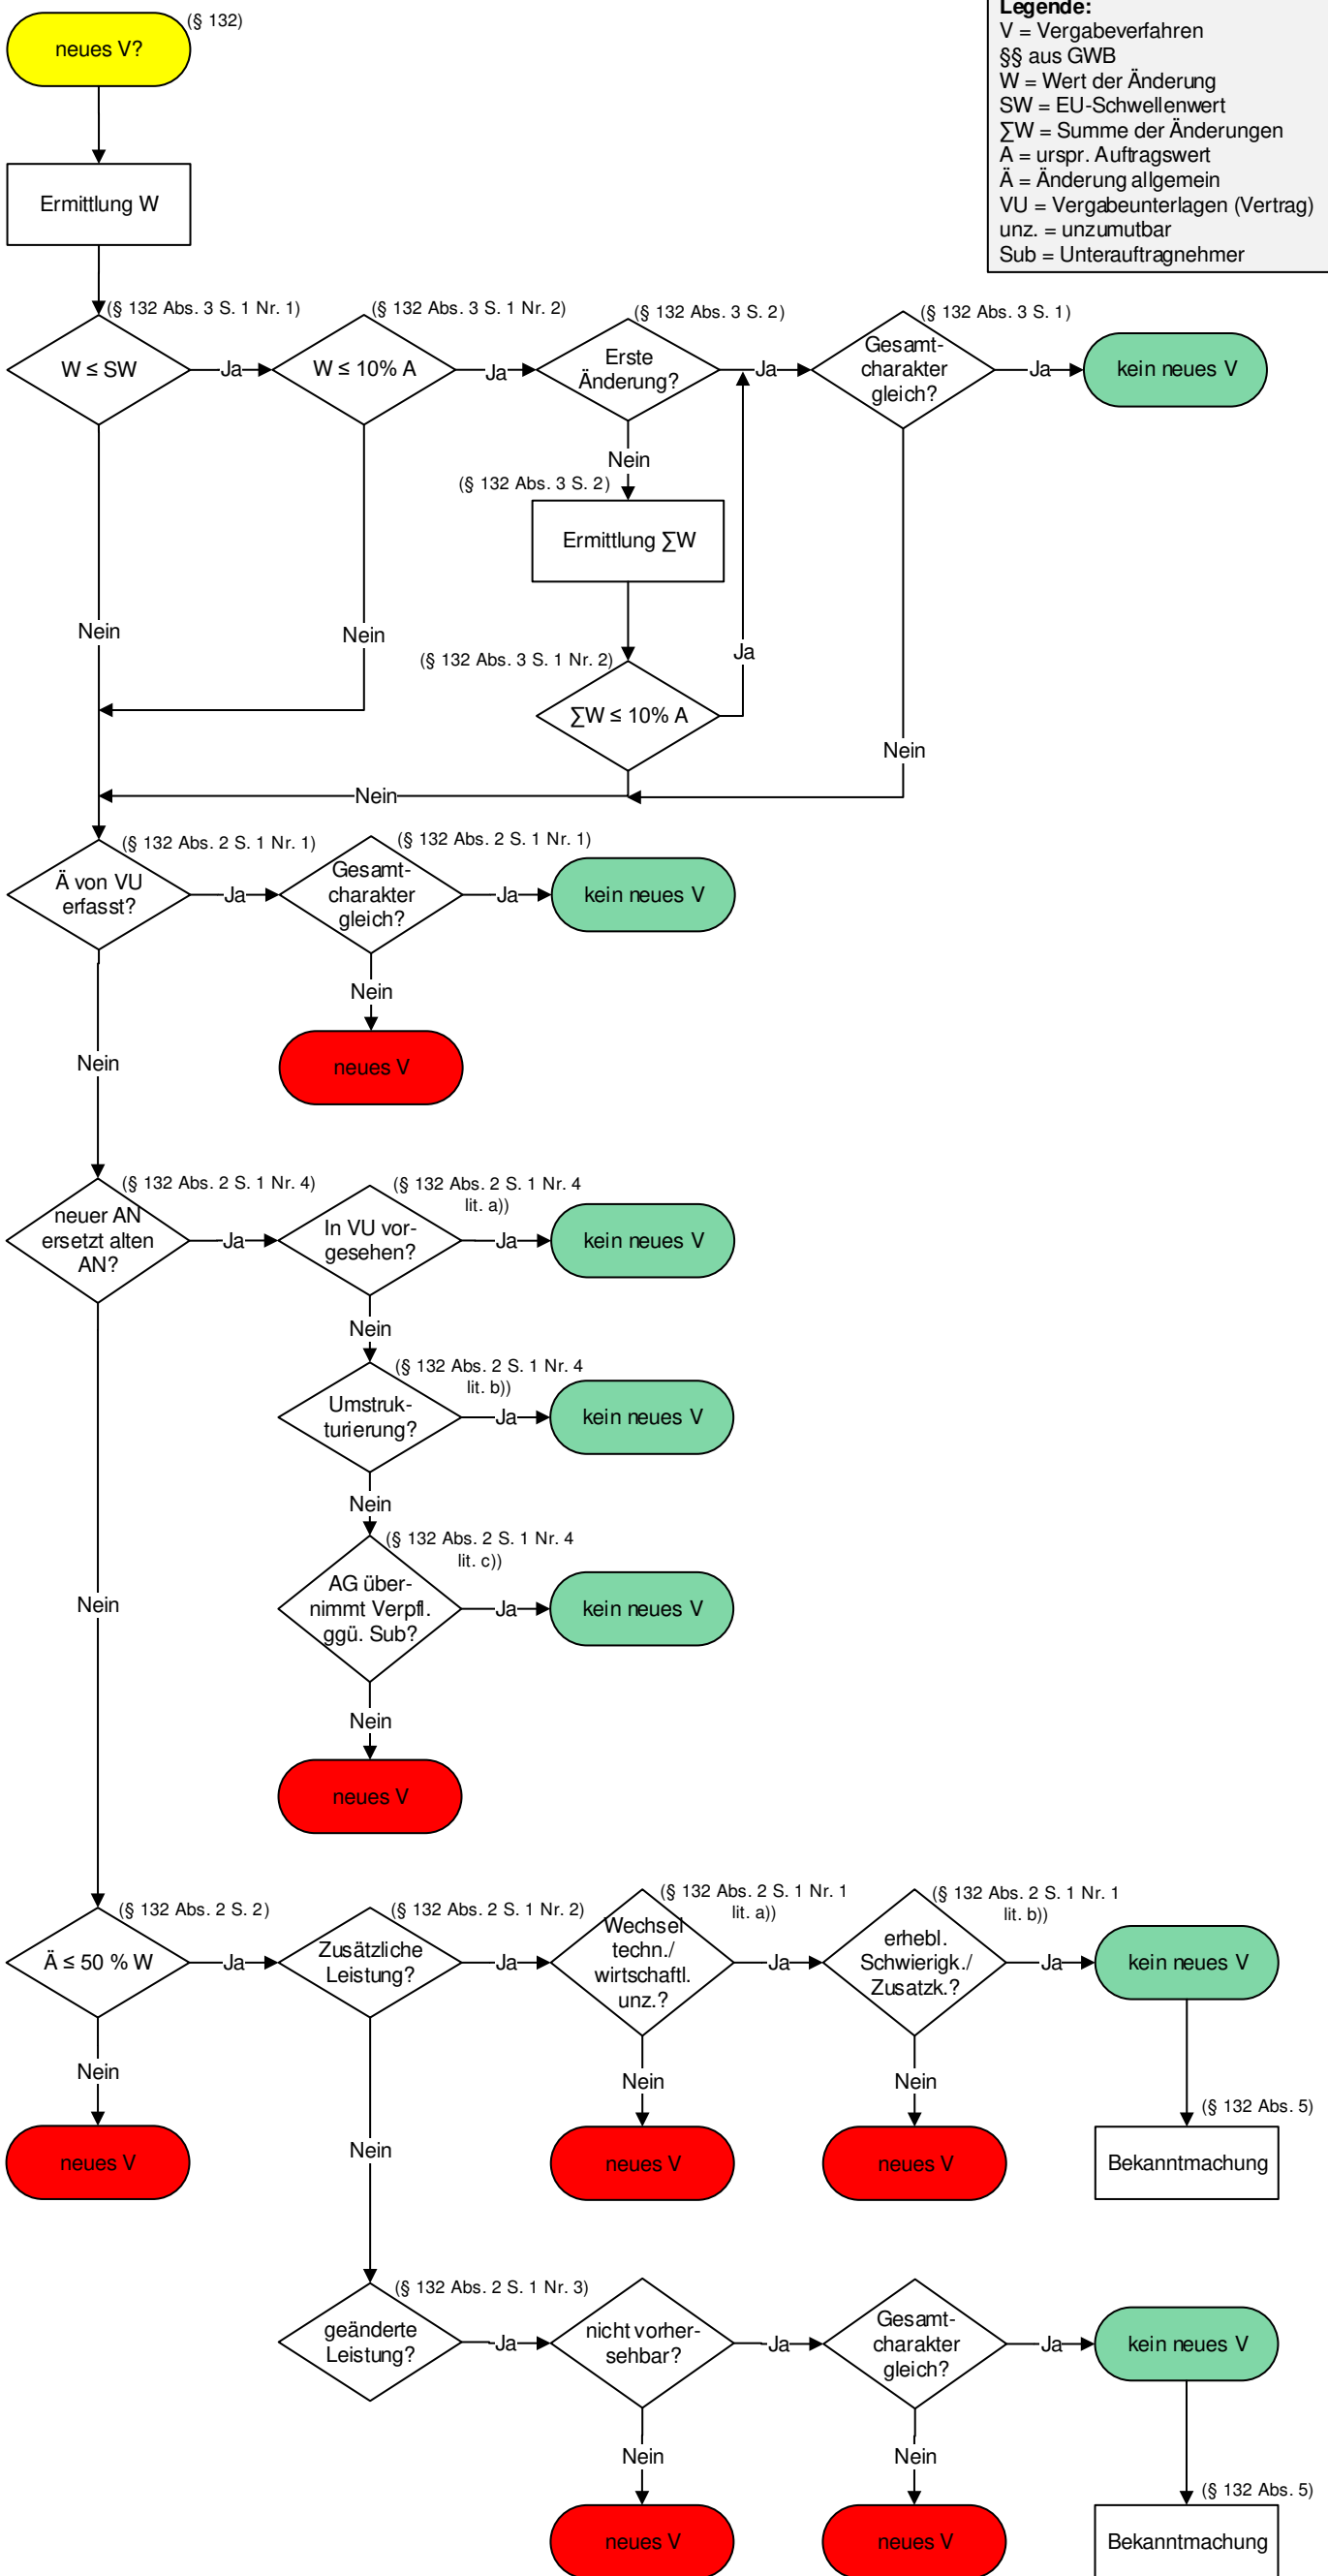 neues V?
(§ 132)
Legende:
V = Vergabeverfahren
§§ aus GWB
W = Wert der Änderung
SW = EU-Schwellenwert
∑W = Summe der Änderungen
A = urspr. Auftragswert
Ä = Änderung allgemein
VU = Vergabeunterlagen (Vertrag)
unz. = unzumutbar
Sub = Unterauftragnehmer
Ermittlung W
(§ 132 Abs. 3 S. 1 Nr. 1)
W ≤ SW
Ja
(§ 132 Abs. 3 S. 1 Nr. 2)
W ≤ 10% A
Ja
(§ 132 Abs. 3 S. 2)
Erste
Änderung?
Ja
(§ 132 Abs. 3 S. 1)
Gesamt-
charakter
gleich?
Ja
kein neues V
Nein
(§ 132 Abs. 3 S. 2)
Ermittlung ∑W
Nein
Nein
Ja
(§ 132 Abs. 3 S. 1 Nr. 2)
∑W ≤ 10% A
Nein
Nein
(§ 132 Abs. 2 S. 1 Nr. 1)
Ä von VU
erfasst?
Ja
(§ 132 Abs. 2 S. 1 Nr. 1)
Gesamt-
charakter
gleich?
Ja
kein neues V
Nein
neues V
Nein
(§ 132 Abs. 2 S. 1 Nr. 4)
neuer AN
ersetzt alten
AN?
Ja
(§ 132 Abs. 2 S. 1 Nr. 4
lit. a))
In VU vor-
gesehen?
Ja
kein neues V
Nein
(§ 132 Abs. 2 S. 1 Nr. 4
lit. b))
Umstruk-
turierung?
Ja
kein neues V
Nein
(§ 132 Abs. 2 S. 1 Nr. 4
lit. c))
AG über-
nimmt Verpfl.
ggü. Sub?
Ja
kein neues V
Nein
Nein
neues V
(§ 132 Abs. 2 S. 2)
Ä ≤ 50 % W
Ja
(§ 132 Abs. 2 S. 1 Nr. 2)
Zusätzliche
Leistung?
Ja
(§ 132 Abs. 2 S. 1 Nr. 1
lit. a))
Wechsel
techn./
wirtschaftl.
unz.?
Ja
(§ 132 Abs. 2 S. 1 Nr. 1
lit. b))
erhebl.
Schwierigk./
Zusatzk.?
Ja
kein neues V
Nein
Nein
Nein
(§ 132 Abs. 5)
neues V
Nein
neues V
neues V
Bekanntmachung
(§ 132 Abs. 2 S. 1 Nr. 3)
geänderte
Leistung?
Ja
nicht vorher-
sehbar?
Ja
Gesamt-
charakter
gleich?
Ja
kein neues V
Nein
Nein
(§ 132 Abs. 5)
neues V
neues V
Bekanntmachung